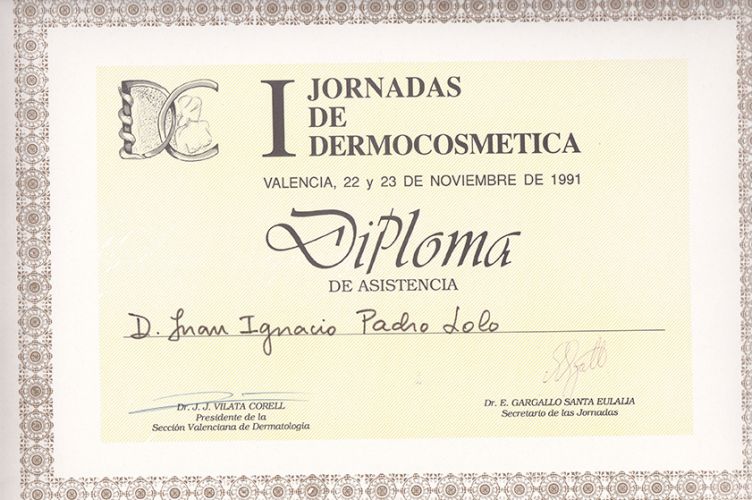 DC
I JORNADAS
DE
DERMOCOSMETICA
VALENCIA, 22 y 23 DE NOVIEMBRE DE 1991
Diploma
DE ASISTENCIA
D. Juan Ignacio Padro Lolo
Dr. J. J. VILATA CORELL
Presidente de la
Sección Valenciana de Dermatología
Dr. E. GARGALLO SANTA EULALIA
Secretario de las Jornadas